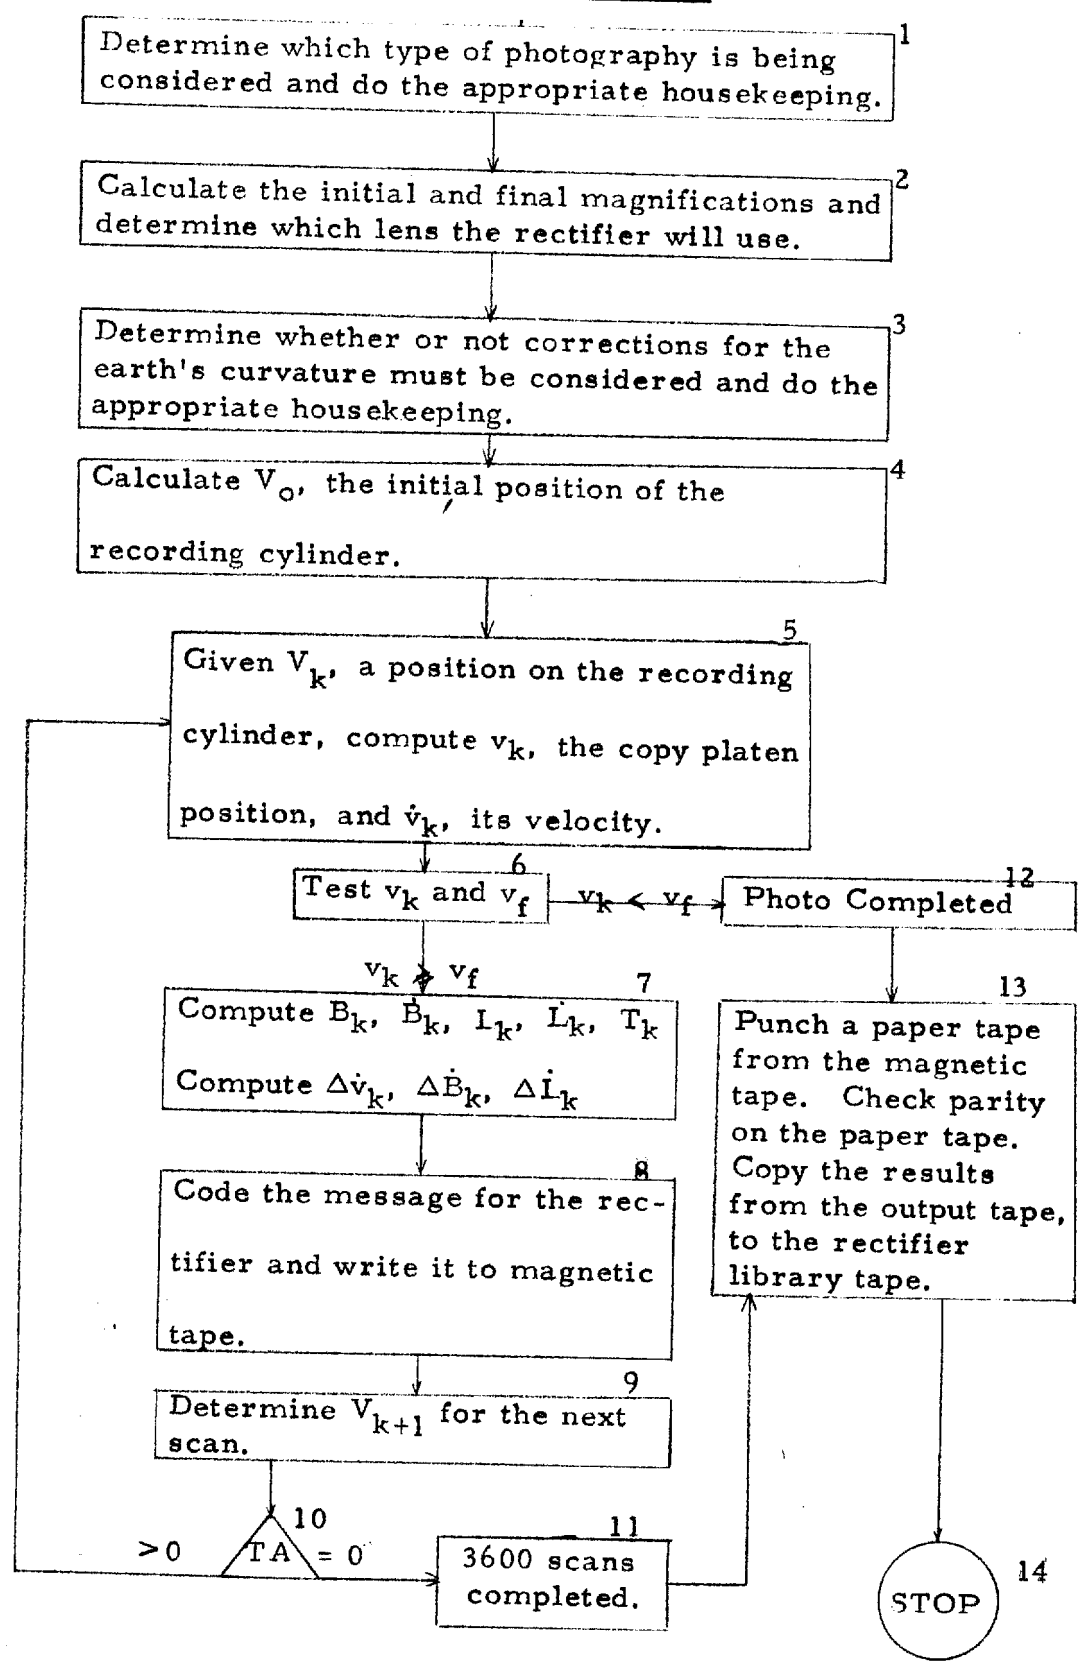 1
Determine which type of photography is being
considered and do the appropriate housekeeping.
2
Calculate the initial and final magnifications and
determine which lens the rectifier will use.
3
Determine whether or not corrections for the
earth's curvature must be considered and do the
appropriate housekeeping.
4
Calculate V₀, the initial position of the
recording cylinder.
5
Given Vₖ, a position on the recording
cylinder, compute vₖ, the copy platen
position, and v̇ₖ, its velocity.
6
Test vₖ and v_f
vₖ < v_f
12
Photo Completed
vₖ ≮ v_f
7
Compute Bₖ, Ḃₖ, Lₖ, L̇ₖ, Tₖ
Compute Δv̇ₖ, ΔḂₖ, ΔL̇ₖ
13
Punch a paper tape
from the magnetic
tape. Check parity
on the paper tape.
Copy the results
from the output tape,
to the rectifier
library tape.
8
Code the message for the rec-
tifier and write it to magnetic
tape.
9
Determine Vₖ₊₁ for the next
scan.
10
>0 TA = 0
11
3600 scans
completed.
14
STOP